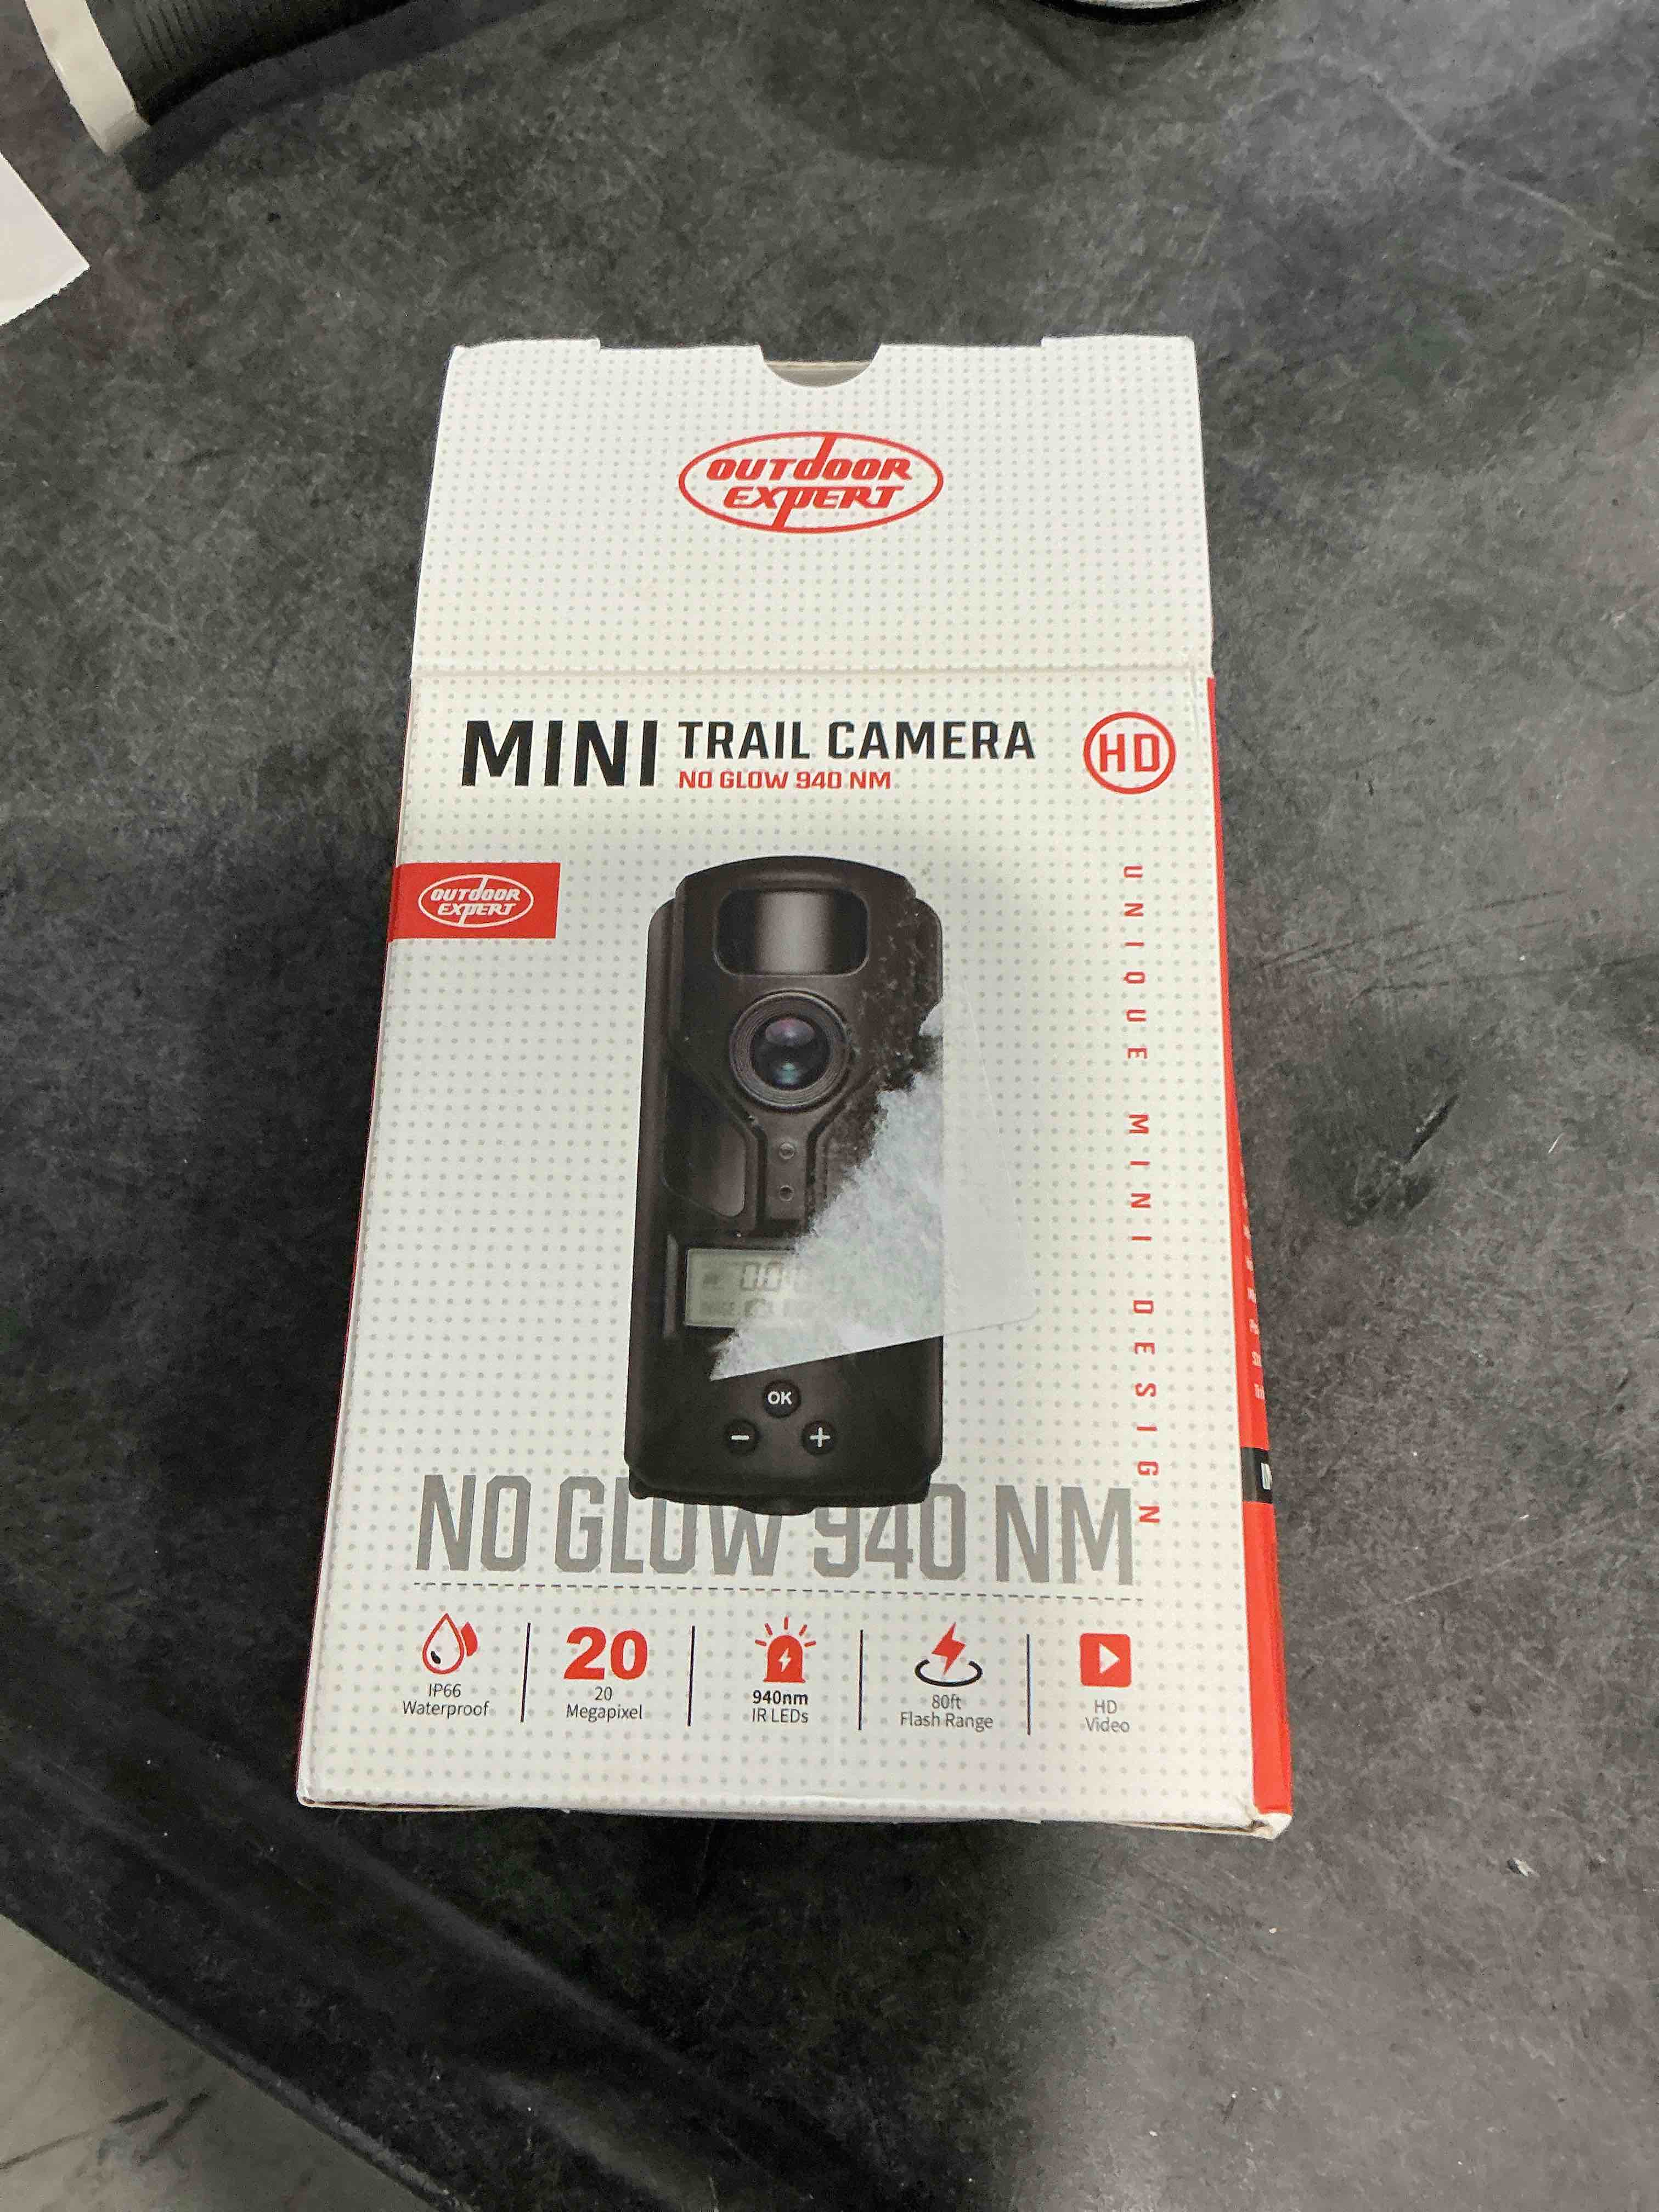 OUTDOOR
EXPERT
MINI TRAIL CAMERA
NO GLOW 940 NM
HD
OUTDOOR
EXPERT
UNIQUE MINI DESIGN
OK
- +
NO GLOW 940 NM
20
IP66
Waterproof
20
Megapixel
940nm
IR LEDs
80ft
Flash Range
HD
Video